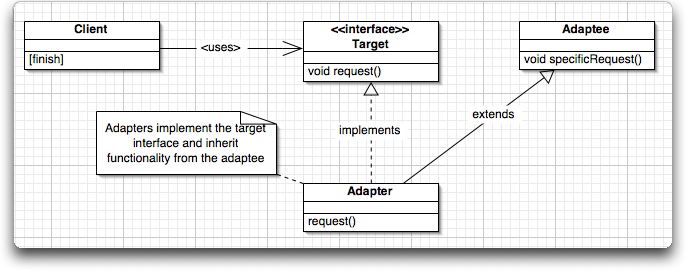 Client
[finish]
<uses>
<<interface>>
Target
void request()
Adaptee
void specificRequest()
Adapters implement the target
interface and inherit
functionality from the adaptee
implements
extends
Adapter
request()